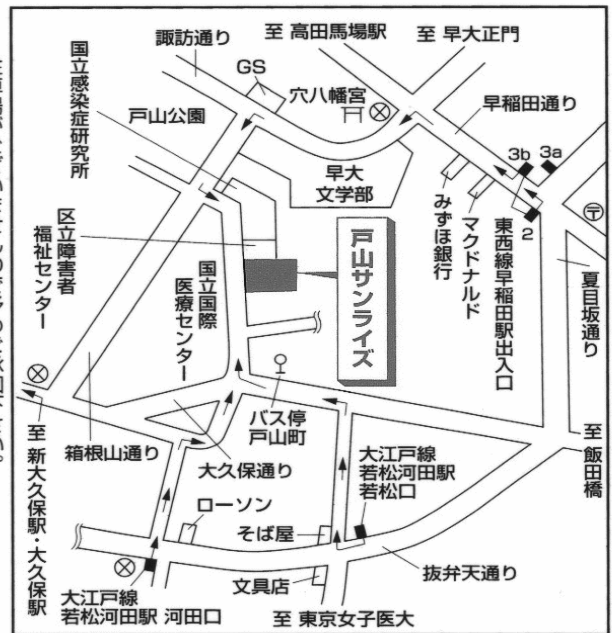 諏訪通り
至 高田馬場駅
至 早大正門
GS
穴八幡宮
早稲田通り
戸山公園
国立感染症研究所
早大
文学部
3b
3a
2
みずほ銀行
マクドナルド
東西線早稲田駅出入口
夏目坂通り
区立障害者
福祉センター
国立国際
医療センター
戸山サンライズ
バス停
戸山町
箱根山通り
大久保通り
至 新大久保駅・大久保駅
至 飯田橋
大江戸線
若松河田駅
若松口
ローソン
そば屋
文具店
抜弁天通り
大江戸線
若松河田駅 河田口
至 東京女子医大